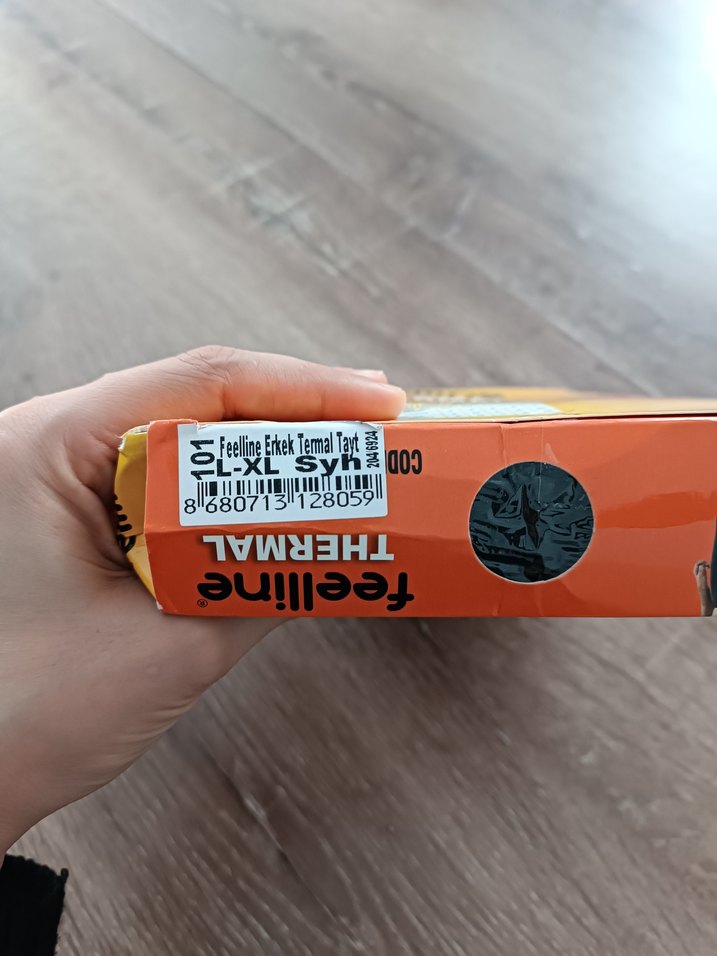 101
Feelline Erkek Termal Tayt
L-XL Syh
2046924
8 680713 128059
COD
THERMAL
feelline®